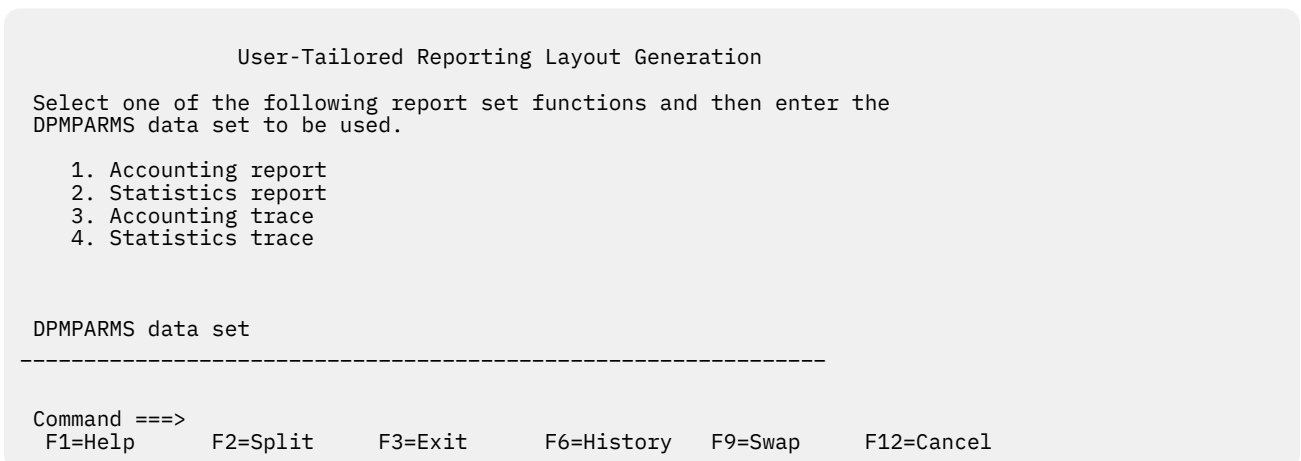 User-Tailored Reporting Layout Generation
Select one of the following report set functions and then enter the
DPMPARMS data set to be used.
1. Accounting report
2. Statistics report
3. Accounting trace
4. Statistics trace
DPMPARMS data set
_______________________________________________________________
Command ===>
F1=Help F2=Split F3=Exit F6=History F9=Swap F12=Cancel